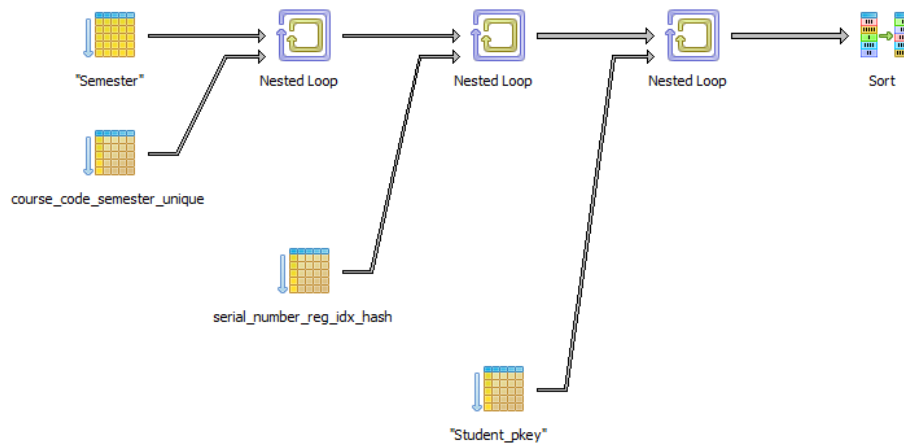 "Semester"
Nested Loop
Nested Loop
Nested Loop
Sort
course_code_semester_unique
serial_number_reg_idx_hash
"Student_pkey"